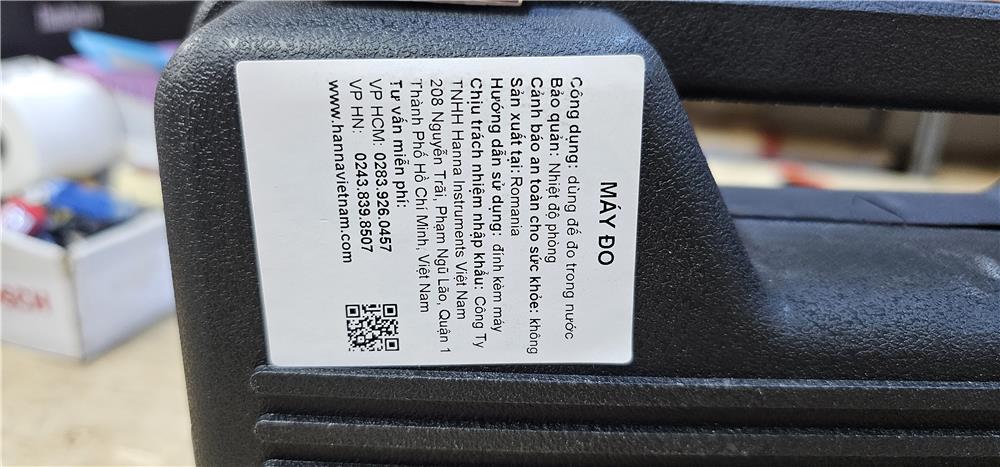 MÁY ĐO
Công dụng: dùng để đo trong nước
Bảo quản: Nhiệt độ phòng
Cảnh báo an toàn cho sức khỏe: không
Sản xuất tại: Romania
Hướng dẫn sử dụng: đính kèm máy
Chịu trách nhiệm nhập khẩu: Công Ty
TNHH Hanna Instruments Việt Nam
208 Nguyễn Trãi, Phạm Ngũ Lão, Quận 1
Thành Phố Hồ Chí Minh, Việt Nam
Tư vấn miễn phí:
VP HCM: 0283.926.0457
VP HN: 0243.839.8507
www.hannavietnam.com